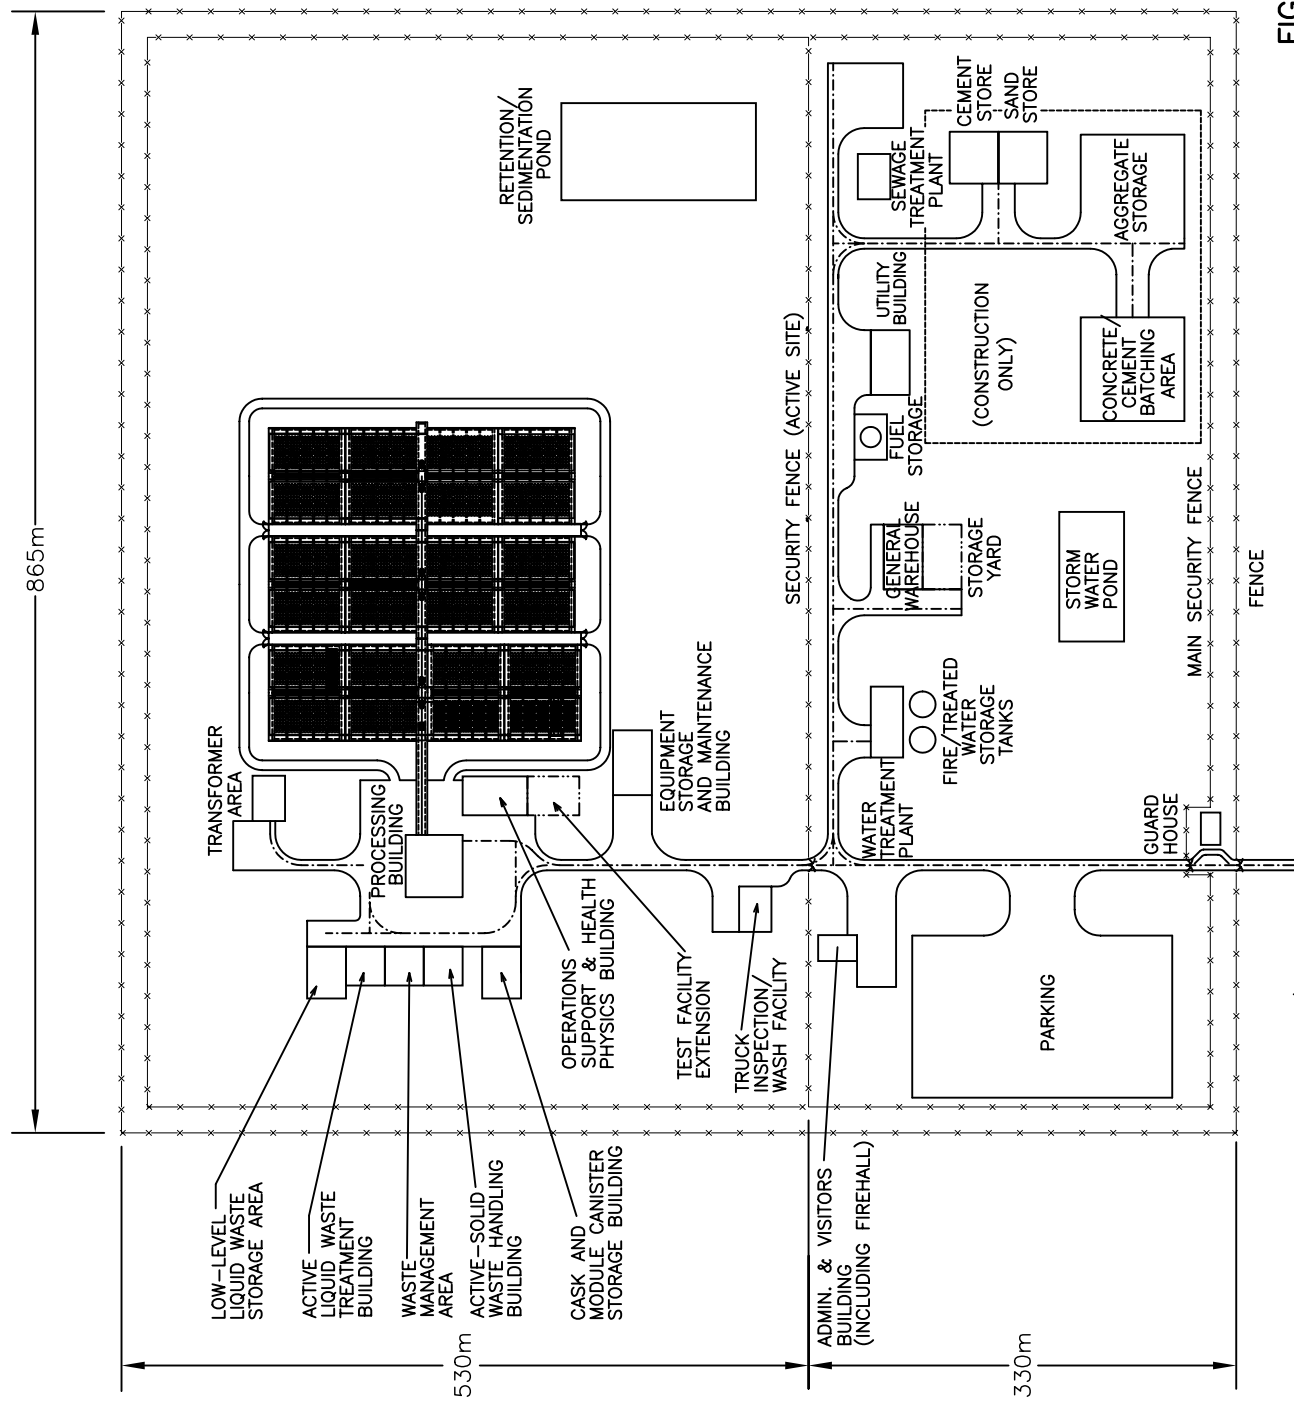 865m
530m
330m
LOW-LEVEL
LIQUID WASTE
STORAGE AREA
ACTIVE
LIQUID WASTE
TREATMENT
BUILDING
WASTE
MANAGEMENT
AREA
ACTIVE-SOLID
WASTE HANDLING
BUILDING
CASK AND
MODULE CANISTER
STORAGE BUILDING
ADMIN. & VISITORS
BUILDING
(INCLUDING FIREHALL)
TRANSFORMER
AREA
PROCESSING
BUILDING
OPERATIONS
SUPPORT & HEALTH
PHYSICS BUILDING
TEST FACILITY
EXTENSION
TRUCK
INSPECTION/
WASH FACILITY
EQUIPMENT
STORAGE
AND MAINTENANCE
BUILDING
RETENTION/
SEDIMENTATION
POND
SECURITY FENCE (ACTIVE SITE)
PARKING
WATER
TREATMENT
PLANT
FIRE/TREATED
WATER
STORAGE
TANKS
GUARD
HOUSE
GENERAL
WAREHOUSE
STORAGE
YARD
STORM
WATER
POND
FUEL
STORAGE
UTILITY
BUILDING
SEWAGE
TREATMENT
PLANT
CEMENT
STORE
SAND
STORE
(CONSTRUCTION
ONLY)
AGGREGATE
STORAGE
CONCRETE/
CEMENT
BATCHING
AREA
MAIN SECURITY FENCE
FENCE
FIG